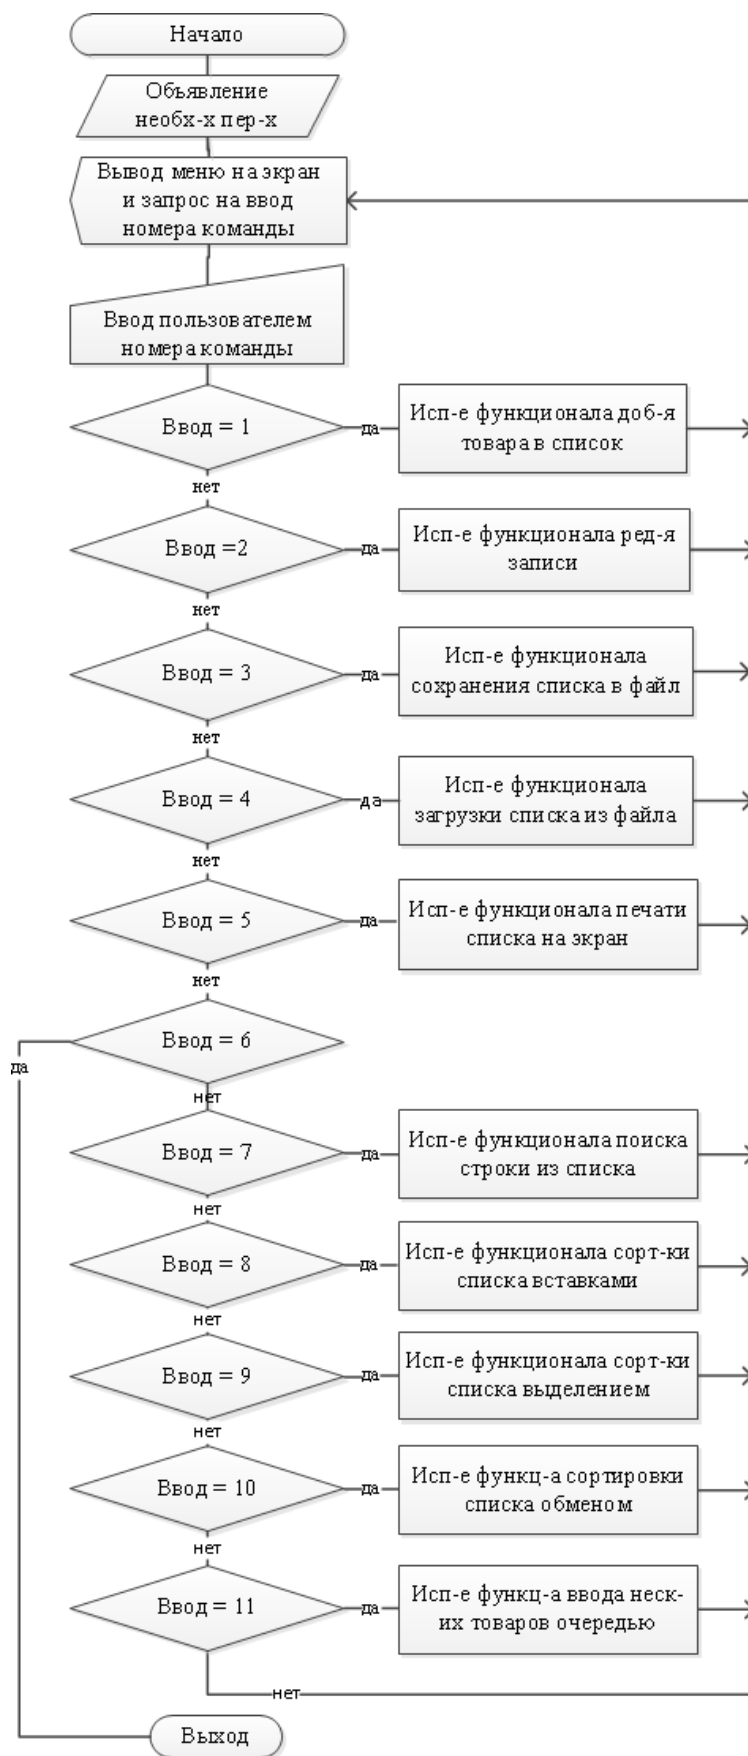 Начало
Объявление
необх-х пер-х
Вывод меню на экран
и запрос на ввод
номера команды
Ввод пользователем
номера команды
Ввод = 1
да
Исп-е функционала доб-я
товара в список
нет
Ввод =2
да
Исп-е функционала ред-я
записи
нет
Ввод = 3
да
Исп-е функционала
сохранения списка в файл
нет
Ввод = 4
да
Исп-е функционала
загрузки списка из файла
нет
Ввод = 5
да
Исп-е функционала печати
списка на экран
нет
Ввод = 6
да
нет
Ввод = 7
да
Исп-е функционала поиска
строки из списка
нет
Ввод = 8
да
Исп-е функционала сорт-ки
списка вставками
нет
Ввод = 9
да
Исп-е функционала сорт-ки
списка выделением
нет
Ввод = 10
да
Исп-е функц-а сортировки
списка обменом
нет
Ввод = 11
да
Исп-е функц-а ввода неск-
их товаров очередью
нет
Выход